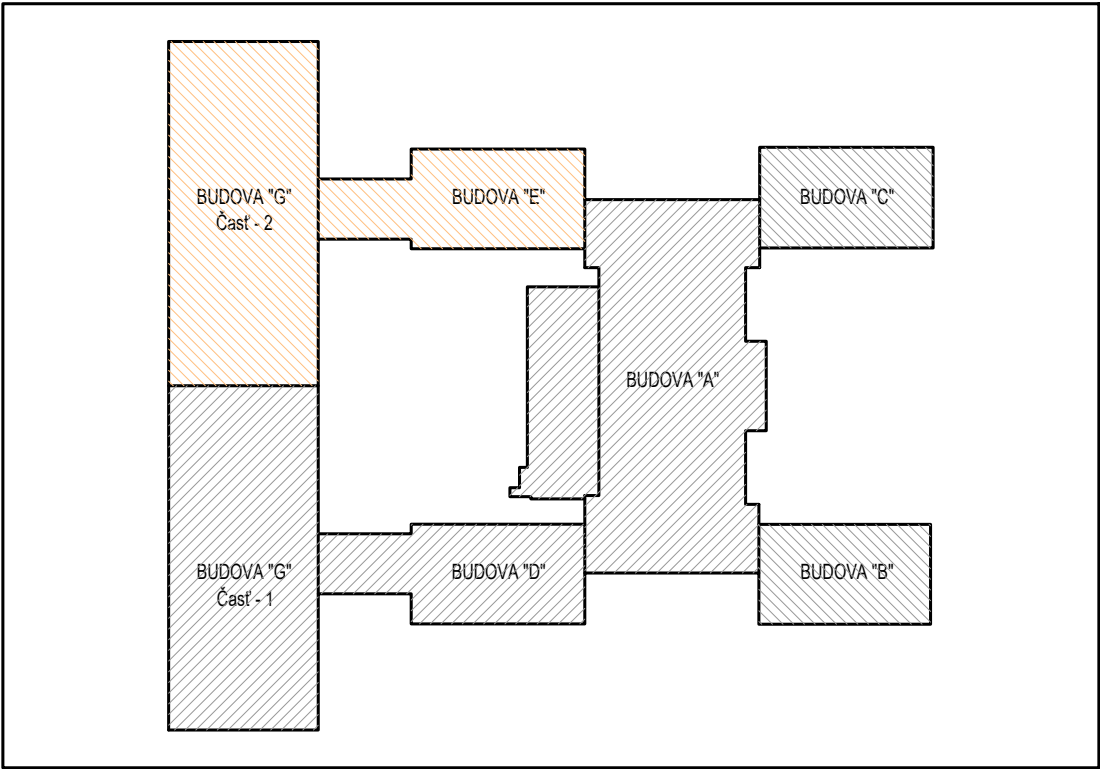 BUDOVA "G"
Časť - 2
BUDOVA "E"
BUDOVA "C"
BUDOVA "A"
BUDOVA "G"
Časť - 1
BUDOVA "D"
BUDOVA "B"